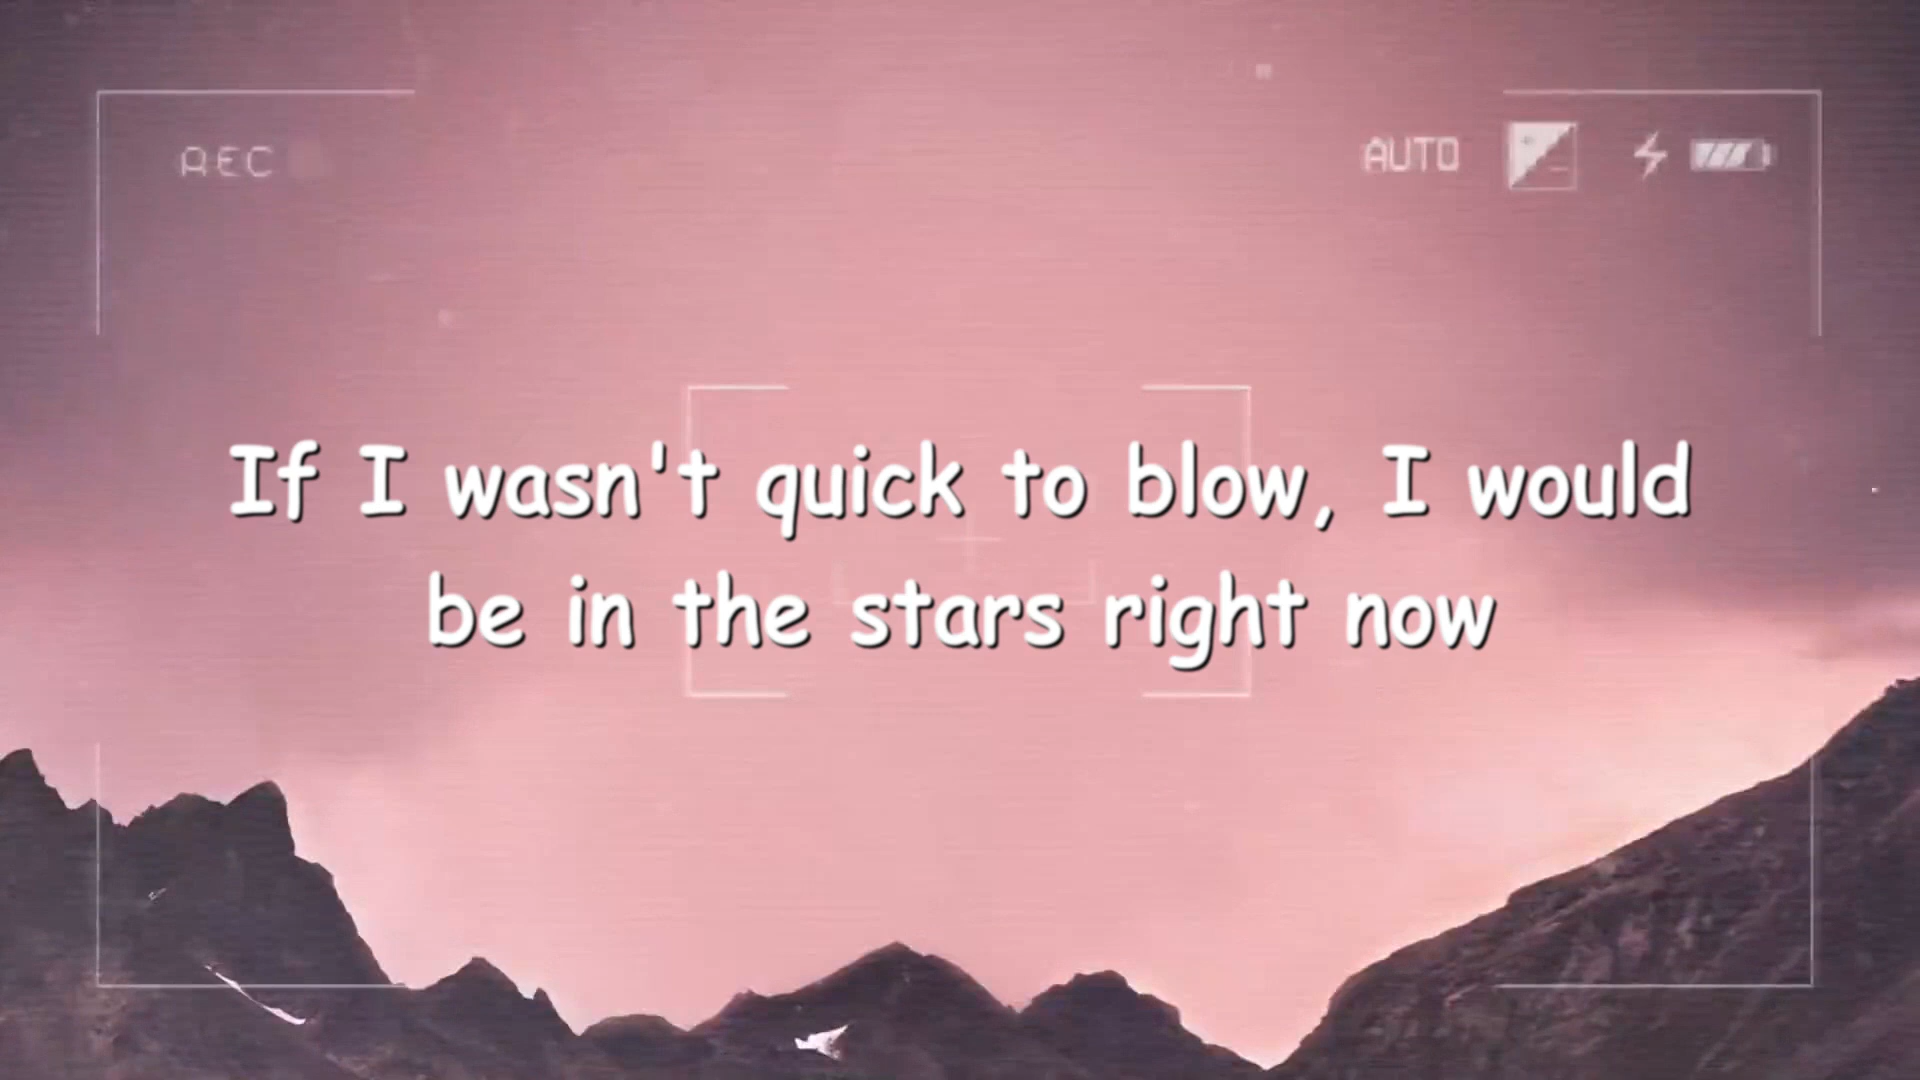 REC
AUTO
If I wasn't quick to blow, I would
be in the stars right now